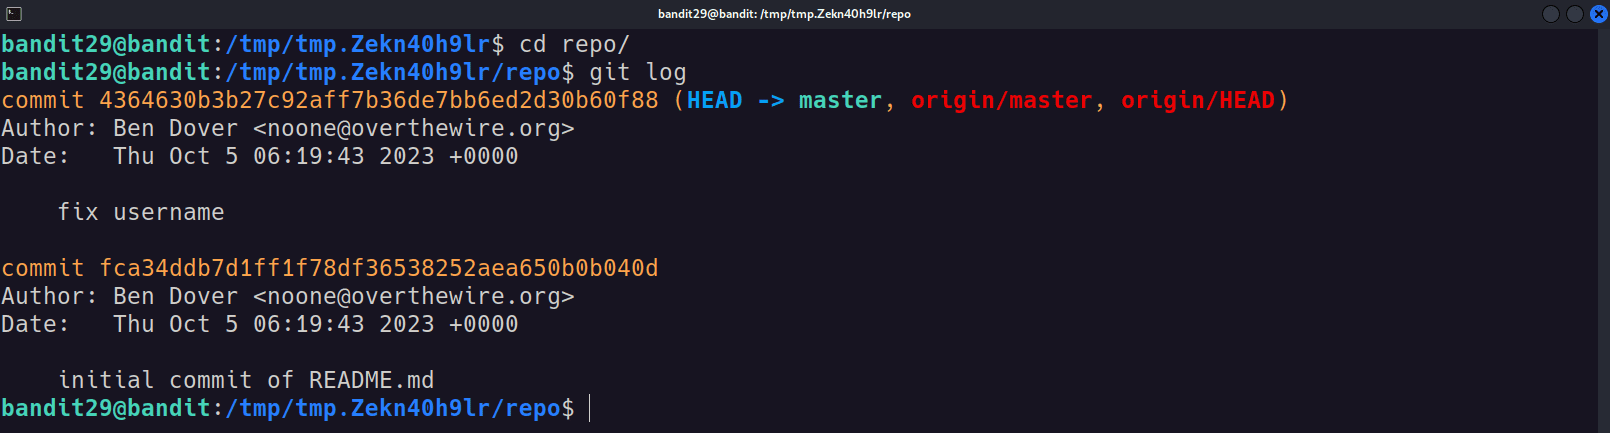 bandit29@bandit: /tmp/tmp.Zekn40h9lr/repo
bandit29@bandit:/tmp/tmp.Zekn40h9lr$ cd repo/
bandit29@bandit:/tmp/tmp.Zekn40h9lr/repo$ git log
commit 4364630b3b27c92aff7b36de7bb6ed2d30b60f88 (HEAD -> master, origin/master, origin/HEAD)
Author: Ben Dover <noone@overthewire.org>
Date:   Thu Oct 5 06:19:43 2023 +0000
    fix username
commit fca34ddb7d1ff1f78df36538252aea650b0b040d
Author: Ben Dover <noone@overthewire.org>
Date:   Thu Oct 5 06:19:43 2023 +0000
    initial commit of README.md
bandit29@bandit:/tmp/tmp.Zekn40h9lr/repo$